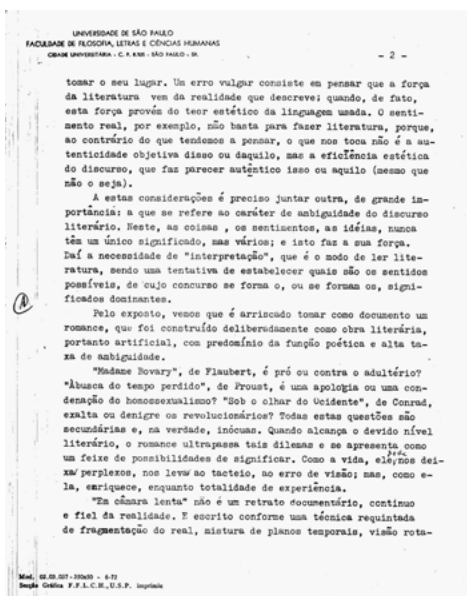 UNIVERSIDADE DE SÃO PAULO
FACULDADE DE FILOSOFIA, LETRAS E CIÊNCIAS HUMANAS
CIDADE UNIVERSITÁRIA - C. P. 8.105 - SÃO PAULO - SP.
- 2 -
tomar o seu lugar. Um erro vulgar consiste em pensar que a força
da literatura vem da realidade que descreve; quando, de fato,
esta força provém do teor estético da linguagem usada. O senti-
mento real, por exemplo, não basta para fazer literatura, porque,
ao contrário do que tendemos a pensar, o que nos toca não é a au-
tenticidade objetiva disso ou daquilo, mas a eficiência estética
do discurso, que faz parecer autêntico isso ou aquilo (mesmo que
não o seja).
A estas considerações é preciso juntar outra, de grande im-
portância: a que se refere ao caráter de ambiguidade do discurso
literário. Neste, as coisas , os sentimentos, as idéias, nunca
têm um único significado, mas vários; e isto faz a sua força.
Daí a necessidade de "interpretação", que é o modo de ler lite-
ratura, sendo uma tentativa de estabelecer quais são os sentidos
possíveis, de cujo concurso se forma o, ou se formam os, signi-
ficados dominantes.
Pelo exposto, vemos que é arriscado tomar como documento um
romance, que foi construído deliberadamente como obra literária,
portanto artificial, com predomínio da função poética e alta ta-
xa de ambiguidade.
"Madame Bovary", de Flaubert, é pró ou contra o adultério?
"Àbusca do tempo perdido", de Proust, é uma apologia ou uma con-
denação do homossexualismo? "Sob o olhar do Ocidente", de Conrad,
exalta ou denigre os revolucionários? Todas estas questões são
secundárias e, na verdade, inócuas. Quando alcança o devido nível
literário, o romance ultrapassa tais dilemas e se apresenta como
um feixe de possibilidades de significar. Como a vida, ele pode nos dei-
xar perplexos, nos levar ao tacteio, ao erro de visão; mas, como e-
la, enriquece, enquanto totalidade de experiência.
"Em câmara lenta" não é um retrato documentário, contínuo
e fiel da realidade. É escrito conforme uma técnica requintada
de fragmentação do real, mistura de planos temporais, visão rota-
Mod. 02.03.007 - 350x50 - 6-72
Secção Gráfica F.F.L.C.H., U.S.P. imprimiu